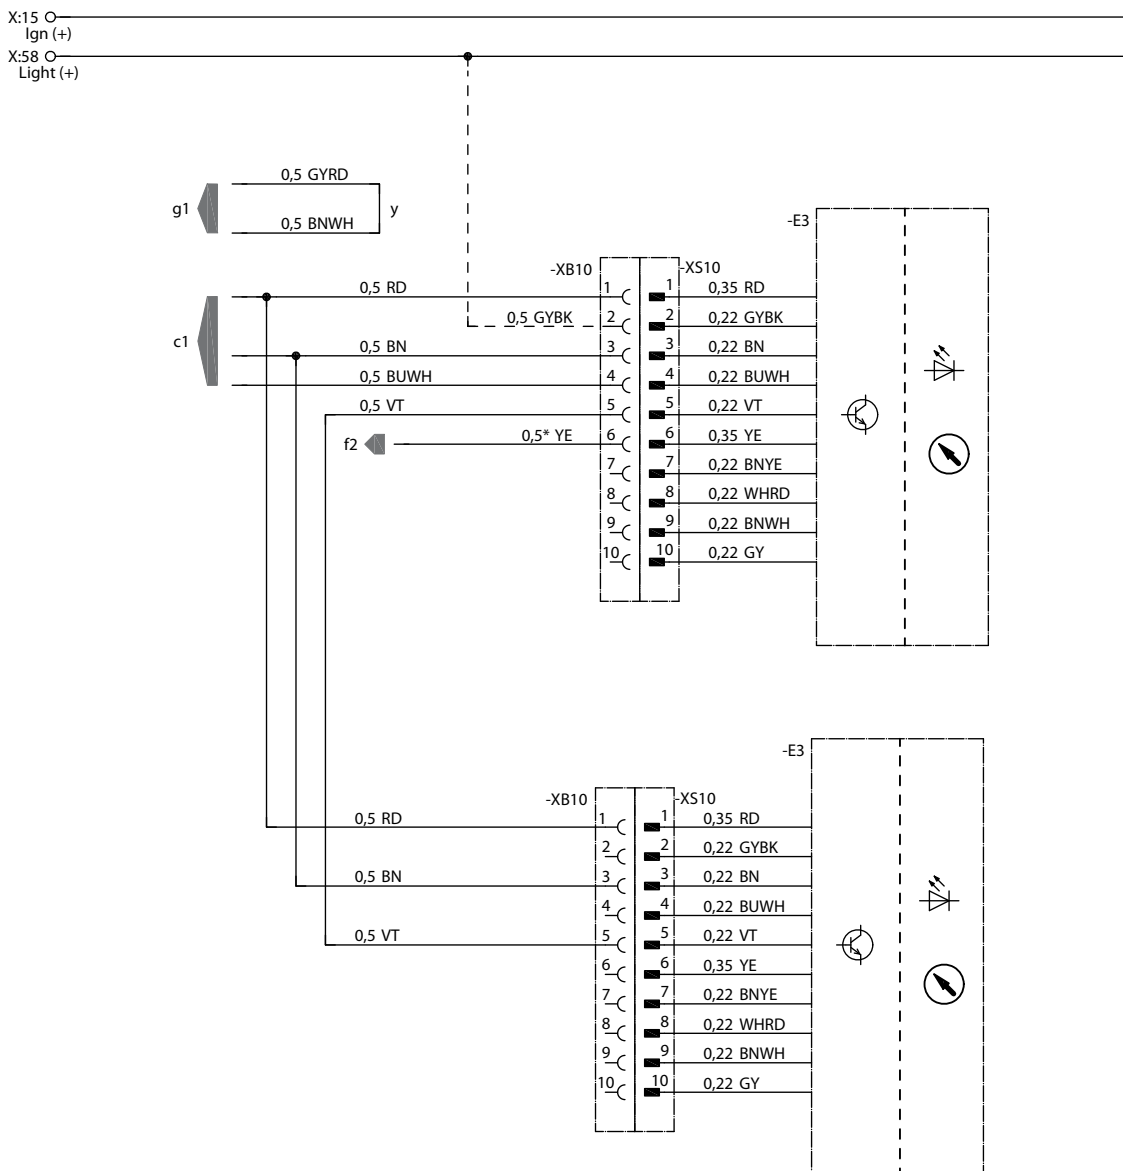 X:15
Ign (+)
X:58
Light (+)
g1
0,5 GYRD
0,5 BNWH
y
-E3
-XB10
-XS10
c1
0,5 RD
1
1
0,35 RD
0,5 GYBK
2
2
0,22 GYBK
0,5 BN
3
3
0,22 BN
0,5 BUWH
4
4
0,22 BUWH
0,5 VT
5
5
0,22 VT
f2
0,5* YE
6
6
0,35 YE
7
7
0,22 BNYE
8
8
0,22 WHRD
9
9
0,22 BNWH
10
10
0,22 GY
-E3
-XB10
-XS10
0,5 RD
1
1
0,35 RD
2
2
0,22 GYBK
0,5 BN
3
3
0,22 BN
4
4
0,22 BUWH
0,5 VT
5
5
0,22 VT
6
6
0,35 YE
7
7
0,22 BNYE
8
8
0,22 WHRD
9
9
0,22 BNWH
10
10
0,22 GY